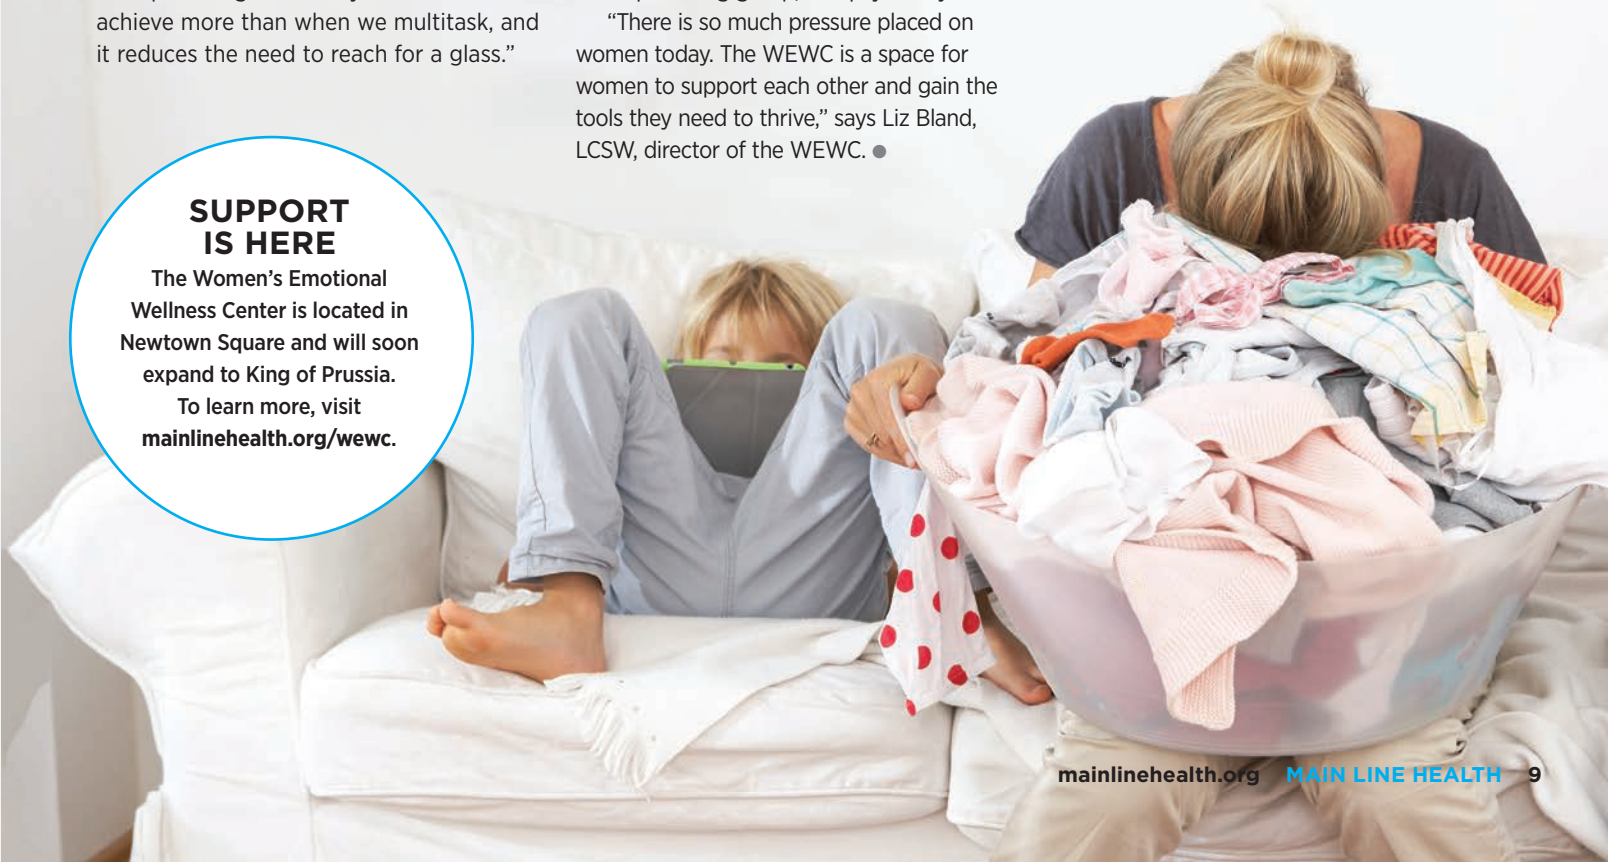 achieve more than when we multitask, and
it reduces the need to reach for a glass.”
“There is so much pressure placed on
women today. The WEWC is a space for
women to support each other and gain the
tools they need to thrive,” says Liz Bland,
LCSW, director of the WEWC. ●
SUPPORT
IS HERE
The Women’s Emotional
Wellness Center is located in
Newtown Square and will soon
expand to King of Prussia.
To learn more, visit
mainlinehealth.org/wewc.
mainlinehealth.org MAIN LINE HEALTH 9